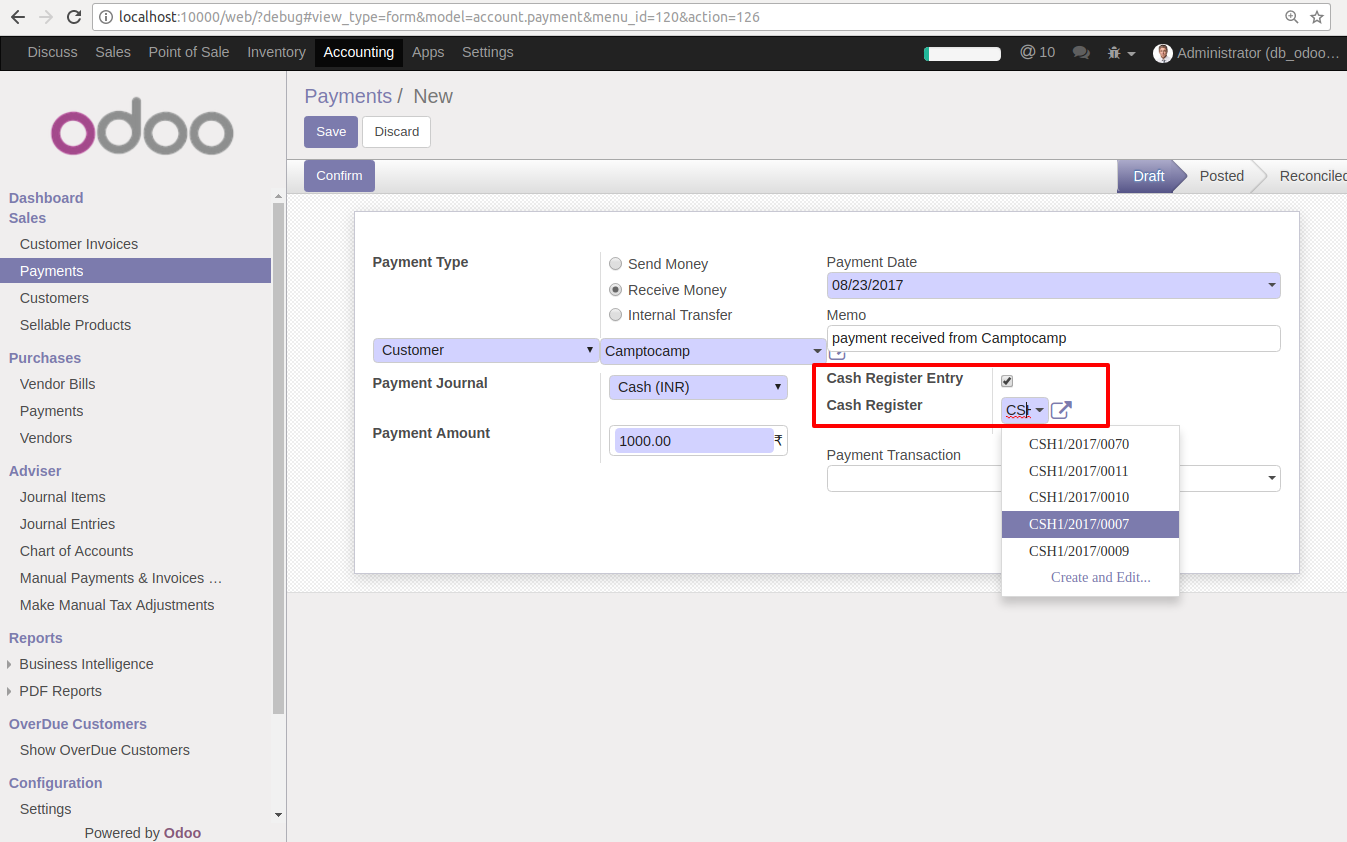 localhost:10000/web/?debug#view_type=form&model=account.payment&menu_id=120&action=126
Discuss Sales Point of Sale Inventory Accounting Apps Settings @ 10 Administrator (db_odoo…
odoo
Payments / New
Save Discard
Confirm Draft Posted Reconciled
Dashboard
Sales
Customer Invoices
Payments
Customers
Sellable Products
Purchases
Vendor Bills
Payments
Vendors
Adviser
Journal Items
Journal Entries
Chart of Accounts
Manual Payments & Invoices …
Make Manual Tax Adjustments
Reports
Business Intelligence
PDF Reports
OverDue Customers
Show OverDue Customers
Configuration
Settings
Powered by Odoo
Payment Type
Send Money
Receive Money
Internal Transfer
Customer Camptocamp
Payment Journal Cash (INR)
Payment Amount 1000.00 ₹
Payment Date
08/23/2017
Memo
payment received from Camptocamp
Cash Register Entry
Cash Register CSH
Payment Transaction
CSH1/2017/0070
CSH1/2017/0011
CSH1/2017/0010
CSH1/2017/0007
CSH1/2017/0009
Create and Edit...